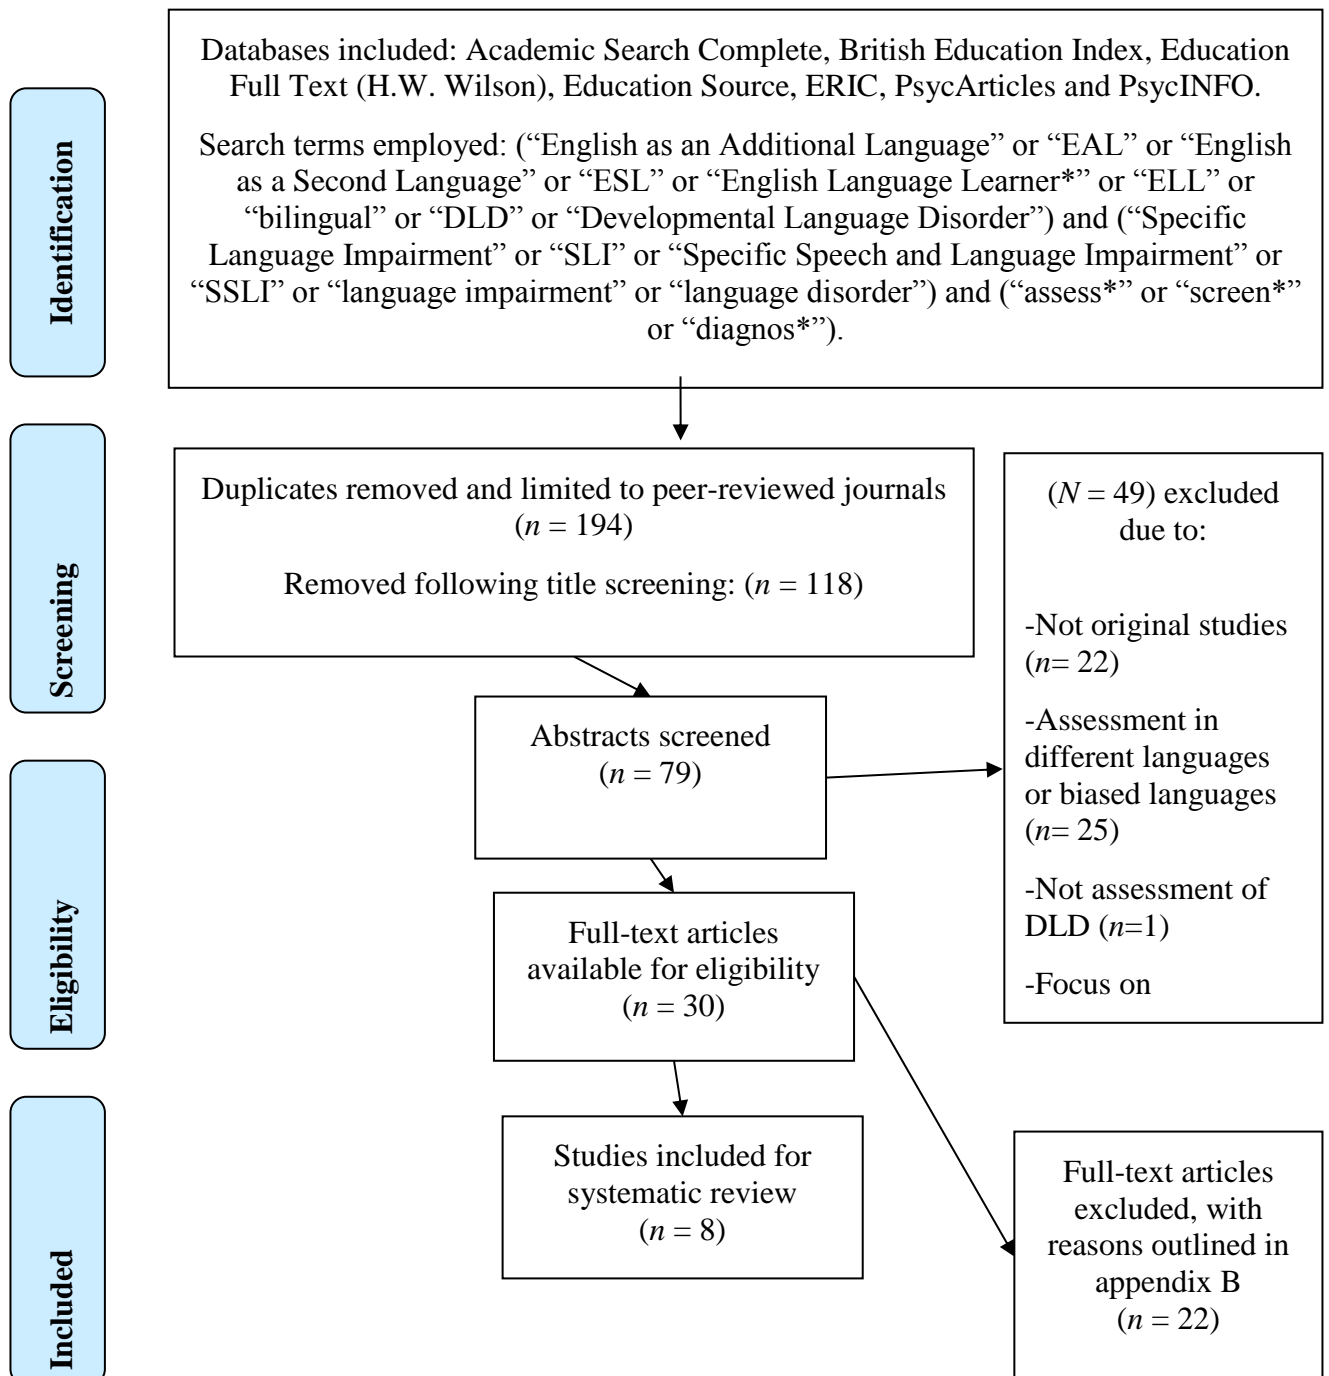 Databases included: Academic Search Complete, British Education Index, Education
Full Text (H.W. Wilson), Education Source, ERIC, PsycArticles and PsycINFO.
Search terms employed: (“English as an Additional Language” or “EAL” or “English
as a Second Language” or “ESL” or “English Language Learner*” or “ELL” or
“bilingual” or “DLD” or “Developmental Language Disorder”) and (“Specific
Language Impairment” or “SLI” or “Specific Speech and Language Impairment” or
“SSLI” or “language impairment” or “language disorder”) and (“assess*” or “screen*”
or “diagnos*”).
Identification
Duplicates removed and limited to peer-reviewed journals
(n = 194)
Removed following title screening: (n = 118)
Screening
(N = 49) excluded
due to:
-Not original studies
(n= 22)
-Assessment in
different languages
or biased languages
(n= 25)
-Not assessment of
DLD (n=1)
-Focus on
Abstracts screened
(n = 79)
Eligibility
Full-text articles
available for eligibility
(n = 30)
Included
Studies included for
systematic review
(n = 8)
Full-text articles
excluded, with
reasons outlined in
appendix B
(n = 22)